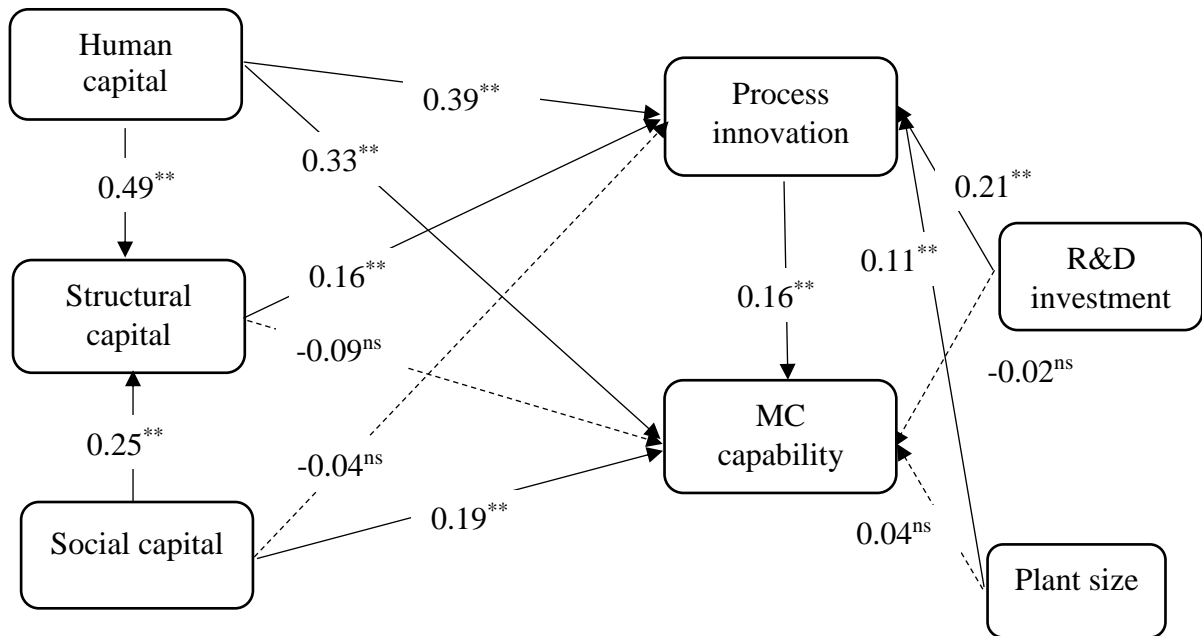 Human
capital
Process
innovation
0.39**
0.33**
0.49**
0.21**
R&D
investment
0.11**
Structural
capital
0.16**
0.16**
-0.09ns
-0.02ns
MC
capability
0.25**
-0.04ns
0.19**
0.04ns
Social capital
Plant size